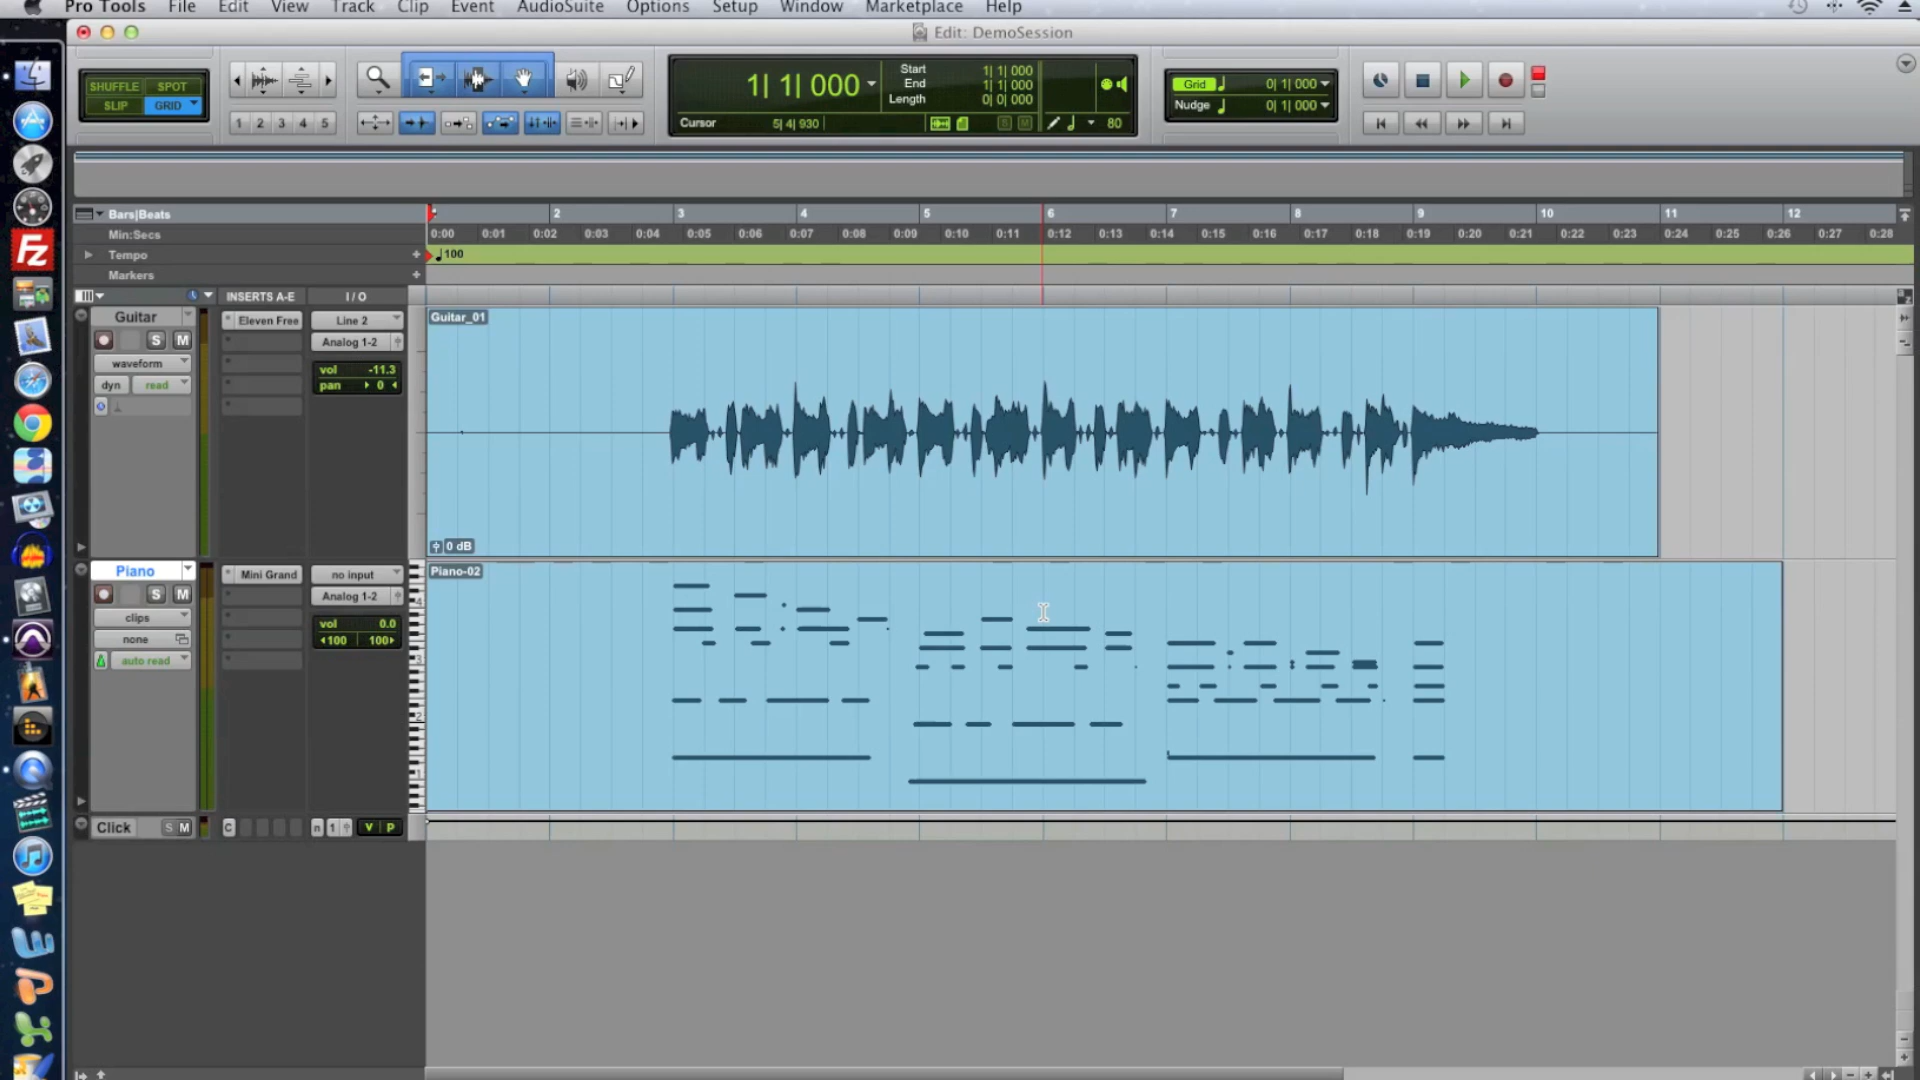 Pro Tools File Edit View Track Clip Event AudioSuite Options Setup Window Marketplace Help
Edit: DemoSession
SHUFFLE SPOT
SLIP GRID
1 2 3 4 5
1| 1| 000
Start 1| 1| 000
End 1| 1| 000
Length 0| 0| 000
Cursor 5| 4| 930
S M
80
Grid 0| 1| 000
Nudge 0| 1| 000
Bars|Beats 2 3 4 5 6 7 8 9 10 11 12
Min:Secs 0:00 0:01 0:02 0:03 0:04 0:05 0:06 0:07 0:08 0:09 0:10 0:11 0:12 0:13 0:14 0:15 0:16 0:17 0:18 0:19 0:20 0:21 0:22 0:23 0:24 0:25 0:26 0:27 0:28
Tempo + 100
Markers +
INSERTS A-E I / O
Guitar
S M
waveform
dyn read
Eleven Free
Line 2
Analog 1-2
vol -11.3
pan 0
Guitar_01
0 dB
Piano
S M
clips
none
auto read
Mini Grand
no input
Analog 1-2
vol 0.0
100 100
4
3
2
1
Piano-02
Click S M C n 1 V P
Fz